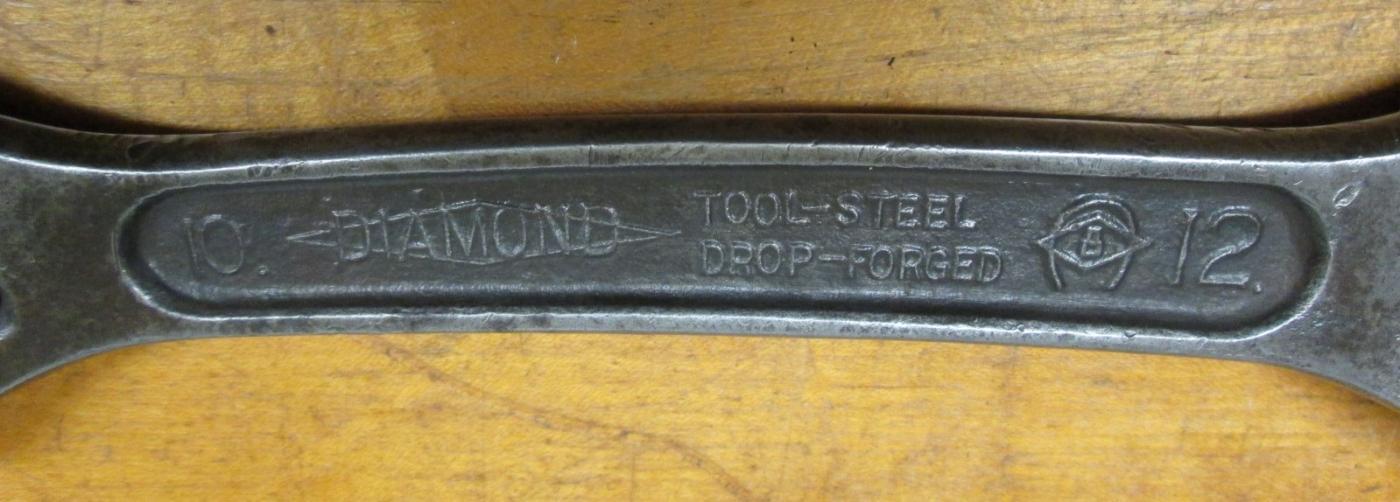 10.
DIAMOND
TOOL-STEEL
DROP-FORGED
12.